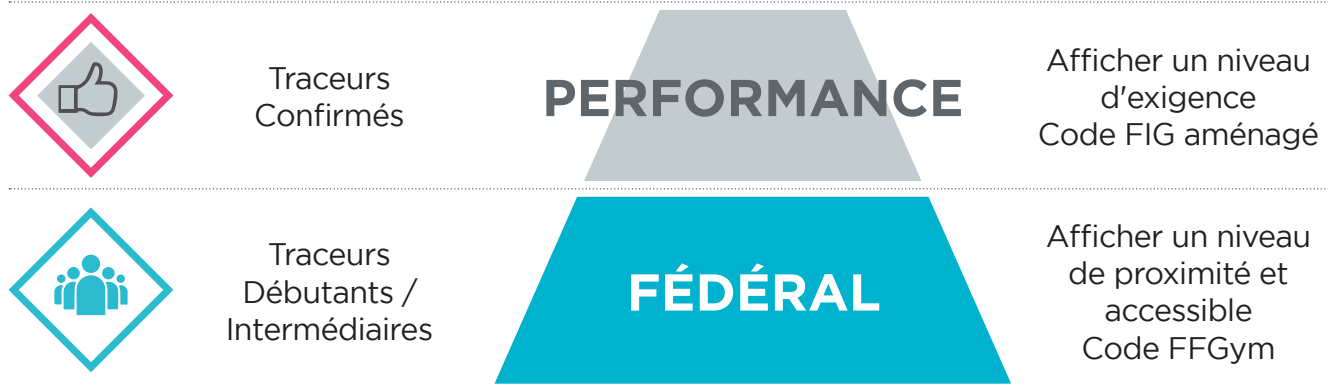 Traceurs
Confirmés
PERFORMANCE
Afficher un niveau
d'exigence
Code FIG aménagé
Traceurs
Débutants /
Intermédiaires
FÉDÉRAL
Afficher un niveau
de proximité et
accessible
Code FFGym